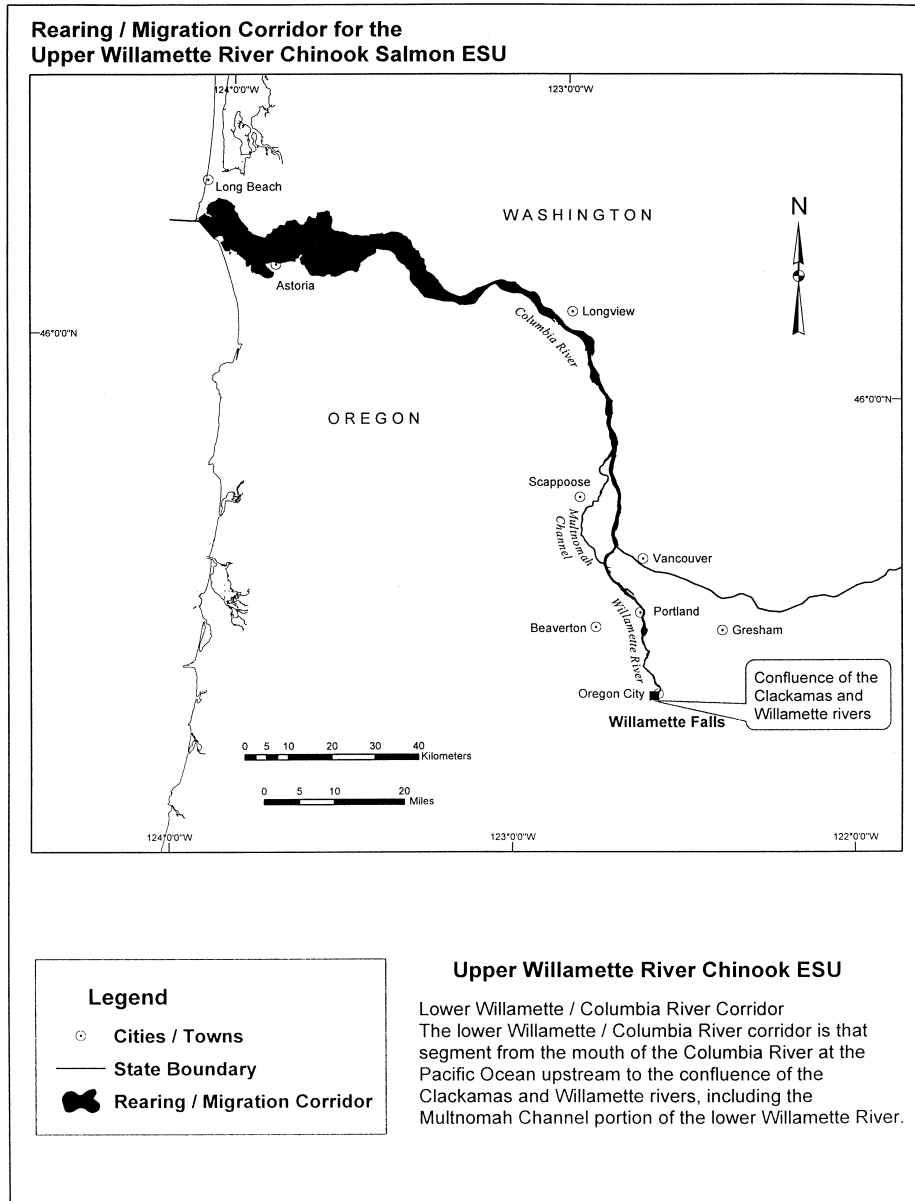 Rearing / Migration Corridor for the
Upper Willamette River Chinook Salmon ESU
124°0'0"W
123°0'0"W
Long Beach
WASHINGTON
N
Astoria
Longview
Columbia River
46°0'0"N
46°0'0"N
OREGON
Scappoose
Multnomah
Channel
Vancouver
Willamette River
Portland
Beaverton
Gresham
Oregon City
Willamette Falls
Confluence of the
Clackamas and
Willamette rivers
0 5 10 20 30 40
Kilometers
0 5 10 20
Miles
124°0'0"W
123°0'0"W
122°0'0"W
Legend
Cities / Towns
State Boundary
Rearing / Migration Corridor
Upper Willamette River Chinook ESU
Lower Willamette / Columbia River Corridor
The lower Willamette / Columbia River corridor is that
segment from the mouth of the Columbia River at the
Pacific Ocean upstream to the confluence of the
Clackamas and Willamette rivers, including the
Multnomah Channel portion of the lower Willamette River.